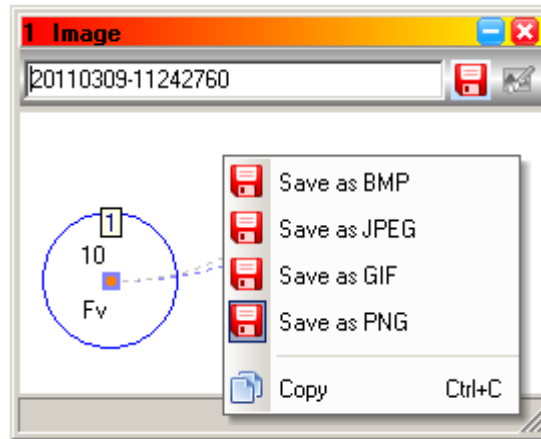 1 Image
20110309-11242760
1
10
Fv
Save as BMP
Save as JPEG
Save as GIF
Save as PNG
Copy Ctrl+C